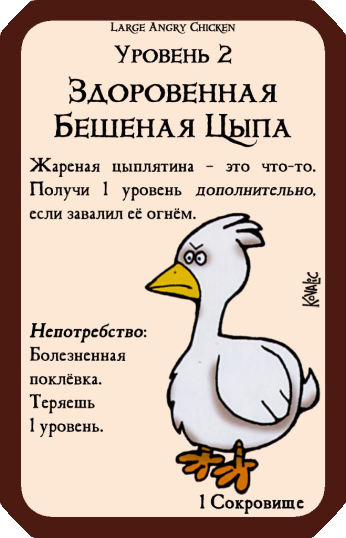 Large Angry Chicken
Уровень 2
Здоровенная
Бешеная Цыпа
Жареная цыплятина – это что-то.
Получи 1 уровень дополнительно,
если завалил её огнём.
Kovalic
Непотребство:
Болезненная
поклёвка.
Теряешь
1 уровень.
1 Сокровище